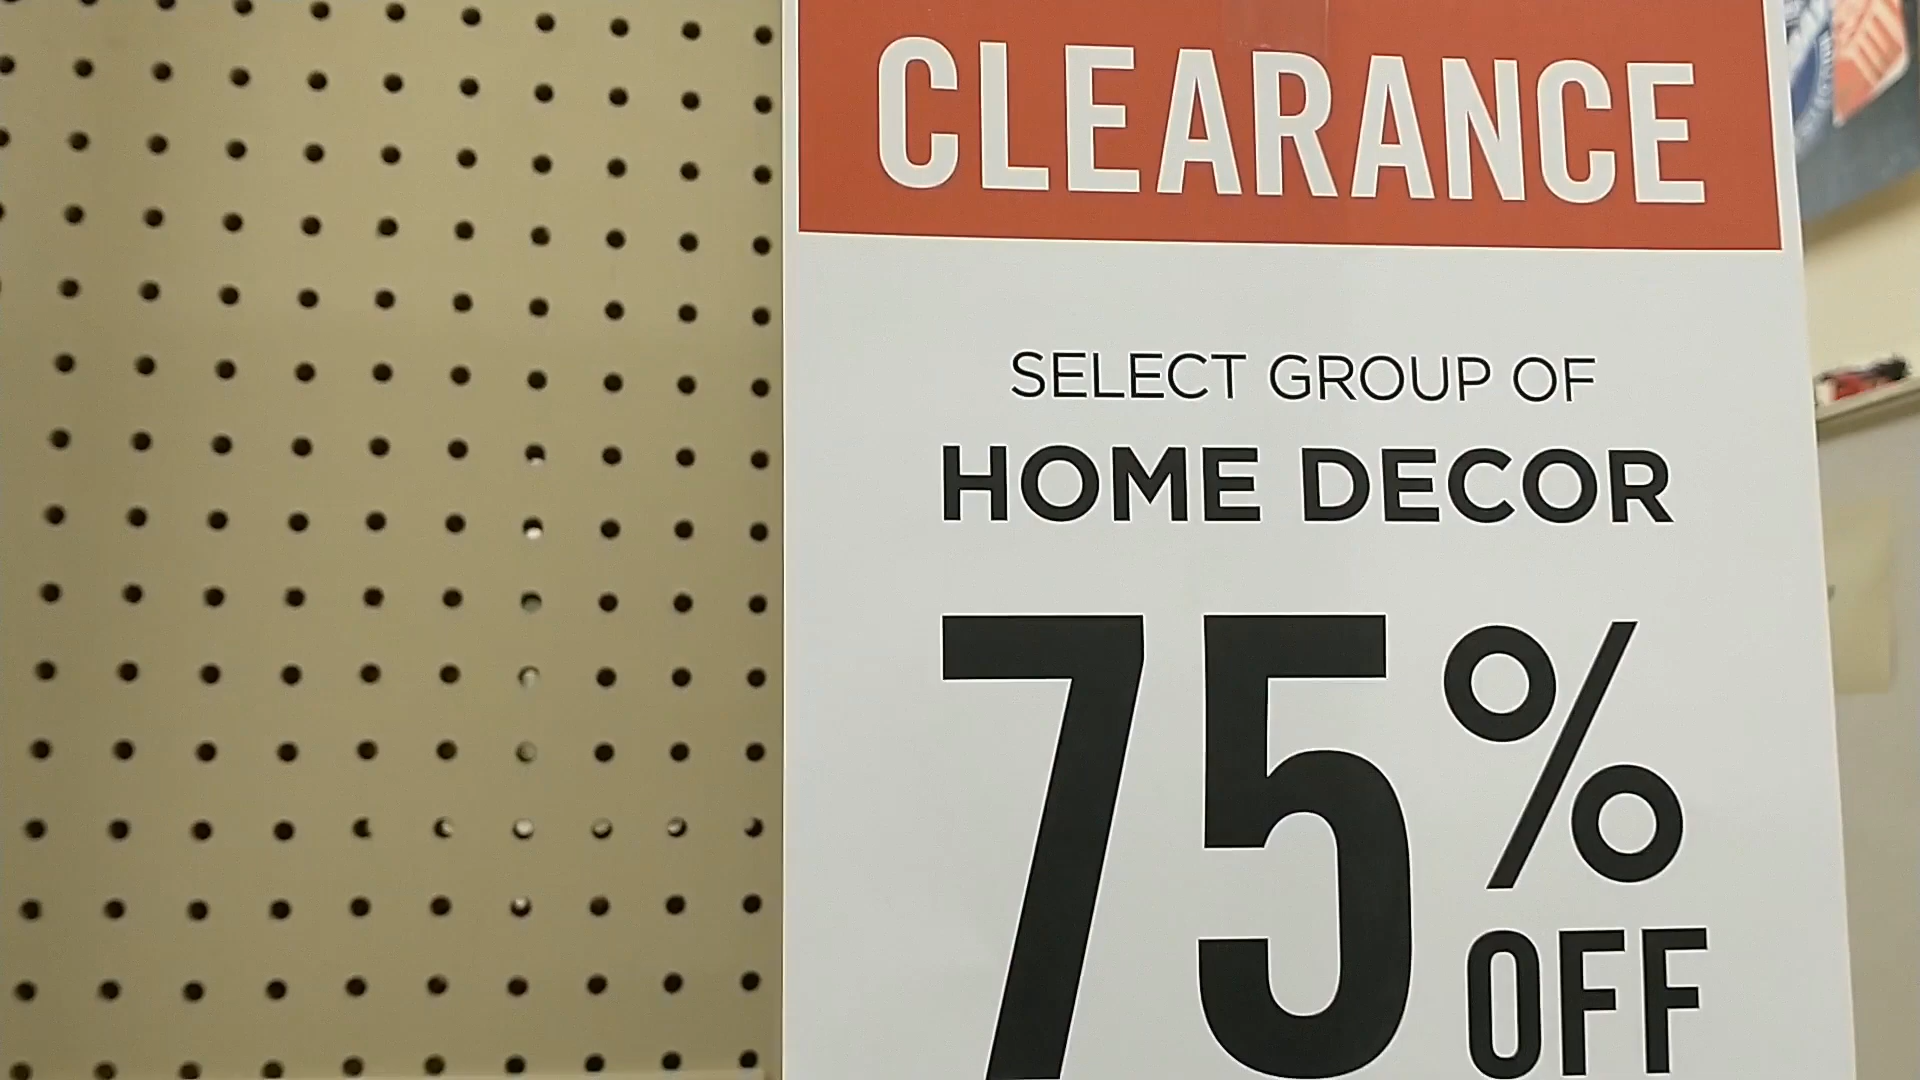 CLEARANCE
SELECT GROUP OF
HOME DECOR
75%
OFF